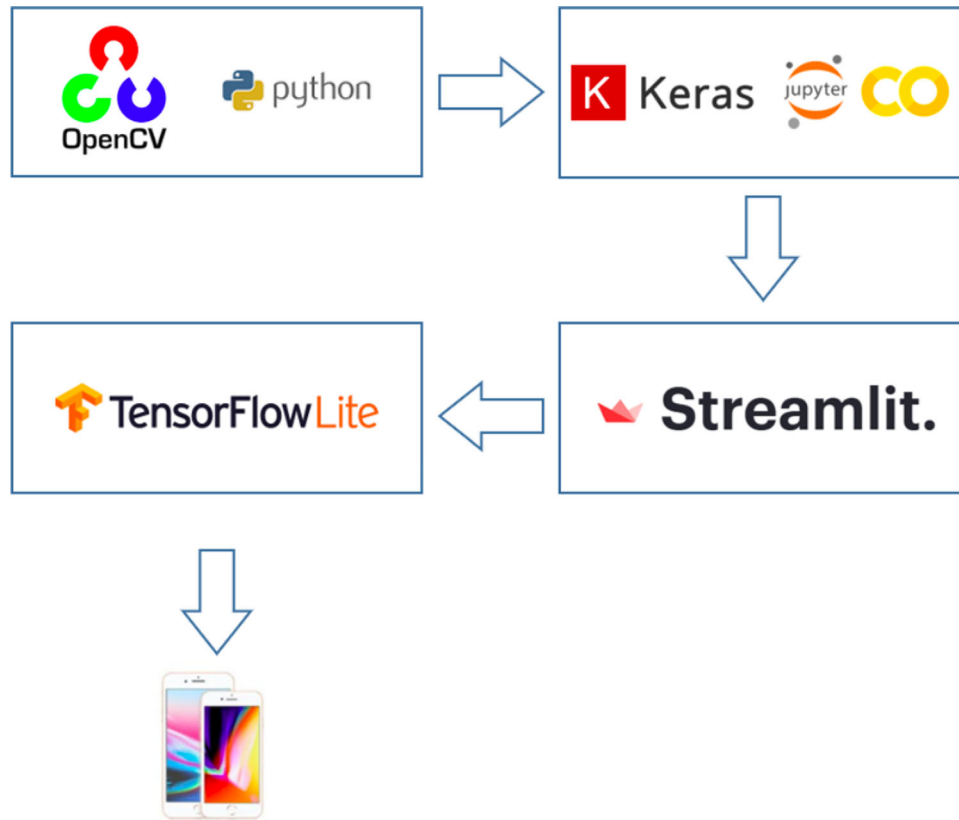 OpenCV
python
K Keras
jupyter
CO
TensorFlow Lite
Streamlit.